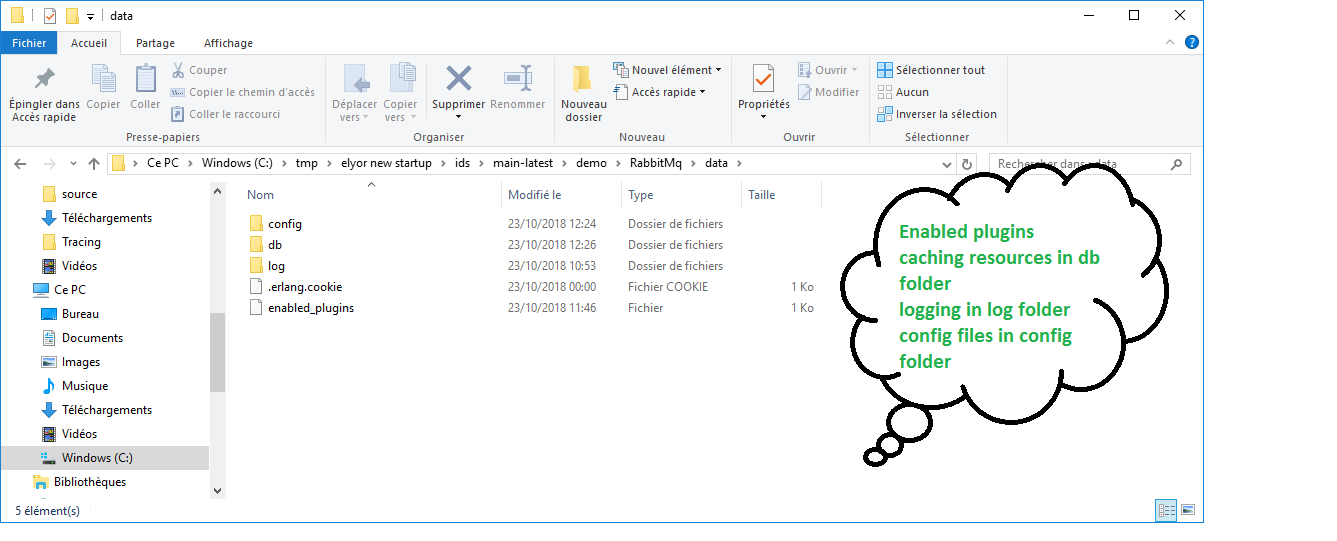 data
Fichier Accueil Partage Affichage
Épingler dans Accès rapide
Copier
Coller
Couper
Copier le chemin d'accès
Coller le raccourci
Presse-papiers
Déplacer vers
Copier vers
Supprimer
Renommer
Organiser
Nouveau dossier
Nouvel élément
Accès rapide
Nouveau
Propriétés
Ouvrir
Modifier
Ouvrir
Sélectionner tout
Aucun
Inverser la sélection
Sélectionner
Ce PC > Windows (C:) > tmp > elyor new startup > ids > main-latest > demo > RabbitMq > data >
Rechercher dans : data
source
Téléchargements
Tracing
Vidéos
Ce PC
Bureau
Documents
Images
Musique
Téléchargements
Vidéos
Windows (C:)
Bibliothèques
Nom Modifié le Type Taille
config 23/10/2018 12:24 Dossier de fichiers
db 23/10/2018 12:26 Dossier de fichiers
log 23/10/2018 10:53 Dossier de fichiers
.erlang.cookie 23/10/2018 00:00 Fichier COOKIE 1 Ko
enabled_plugins 23/10/2018 11:46 Fichier 1 Ko
Enabled plugins
caching resources in db
folder
logging in log folder
config files in config
folder
5 élément(s)